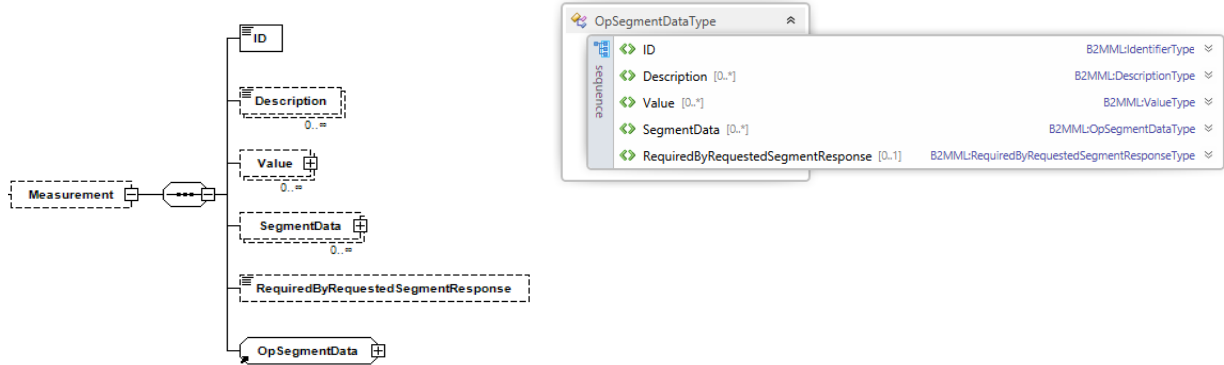 ID
Description
0..∞
Value
0..∞
Measurement
SegmentData
0..∞
RequiredByRequestedSegmentResponse
OpSegmentData
OpSegmentDataType
sequence
ID B2MML:IdentifierType
Description [0..*] B2MML:DescriptionType
Value [0..*] B2MML:ValueType
SegmentData [0..*] B2MML:OpSegmentDataType
RequiredByRequestedSegmentResponse [0..1] B2MML:RequiredByRequestedSegmentResponseType